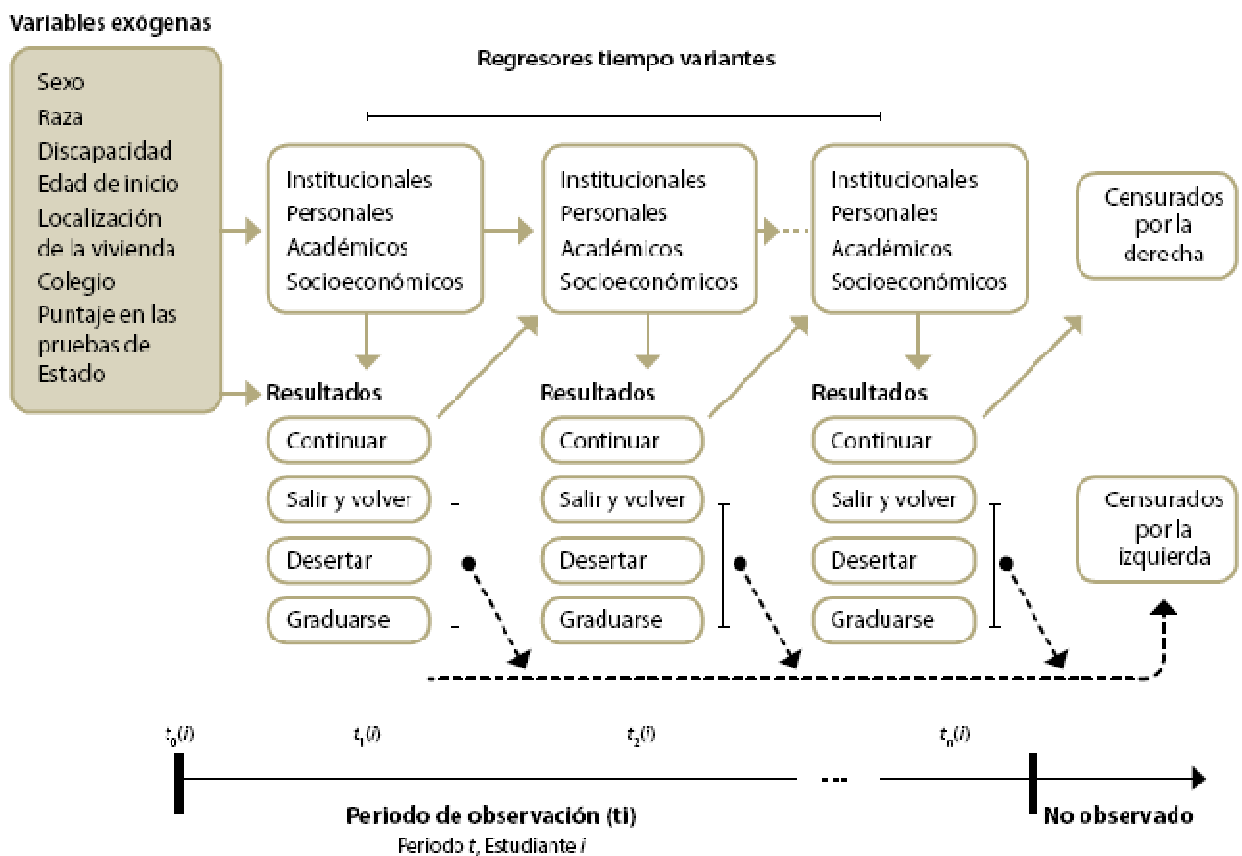 Variables exógenas
Sexo
Raza
Discapacidad
Edad de inicio
Localización
de la vivienda
Colegio
Puntaje en las
pruebas de
Estado
Regresores tiempo variantes
Institucionales
Personales
Académicos
Socioeconómicos
Institucionales
Personales
Académicos
Socioeconómicos
Institucionales
Personales
Académicos
Socioeconómicos
Censurados
por la
derecha
Resultados
Continuar
Salir y volver
Desertar
Graduarse
Resultados
Continuar
Salir y volver
Desertar
Graduarse
Resultados
Continuar
Salir y volver
Desertar
Graduarse
Censurados
por la
izquierda
t₀(i)
t₁(i)
t₂(i)
tₙ(i)
Periodo de observación (ti)
Periodo t, Estudiante i
No observado